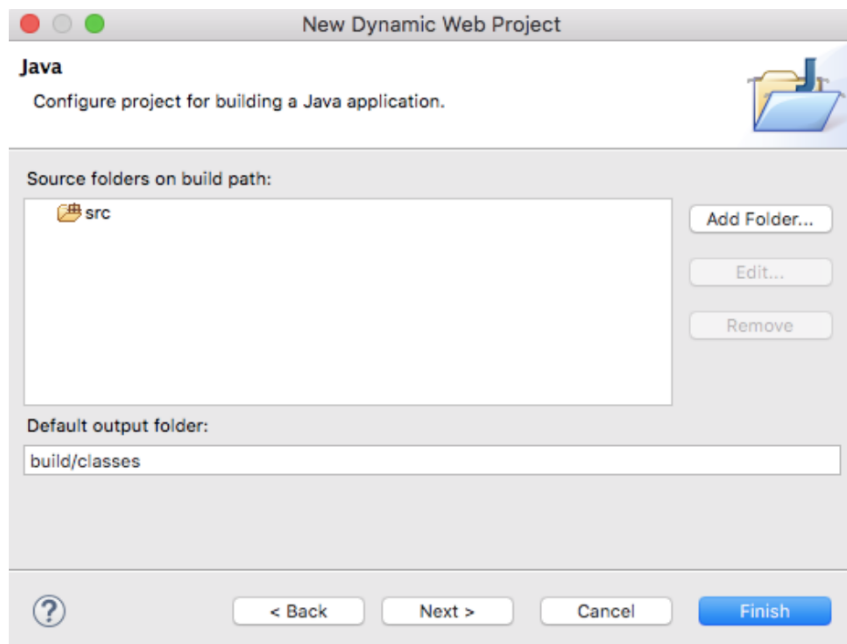 New Dynamic Web Project
Java
Configure project for building a Java application.
Source folders on build path:
src
Add Folder...
Edit...
Remove
Default output folder:
build/classes
?
< Back
Next >
Cancel
Finish